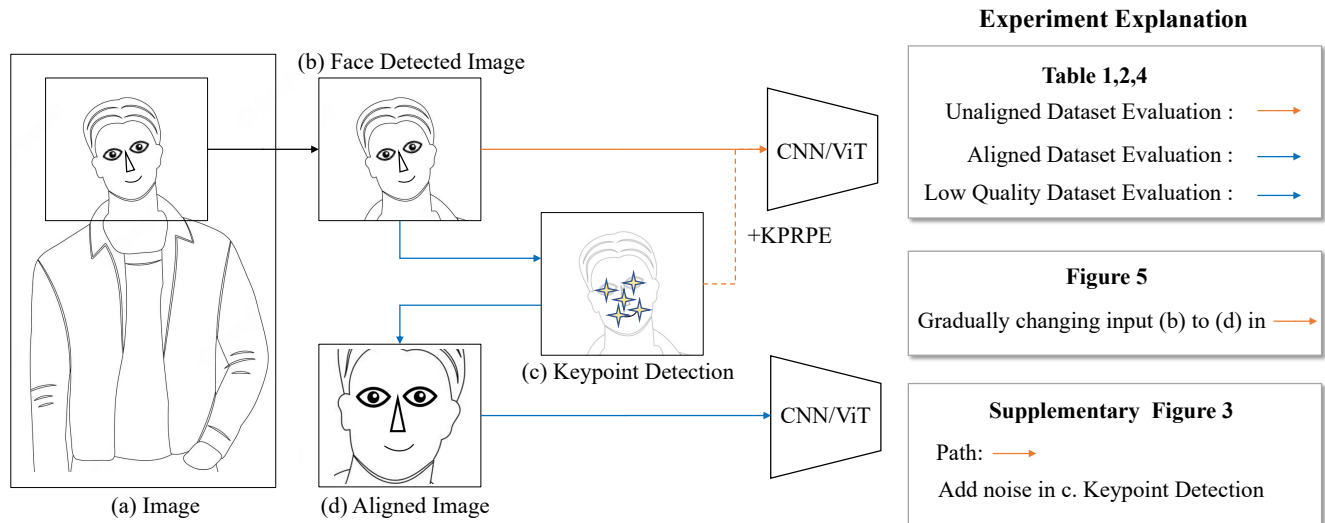 (b) Face Detected Image
CNN/ViT
+KPRPE
(c) Keypoint Detection
CNN/ViT
(a) Image
(d) Aligned Image
Experiment Explanation
Table 1,2,4
Unaligned Dataset Evaluation :
Aligned Dataset Evaluation :
Low Quality Dataset Evaluation :
Figure 5
Gradually changing input (b) to (d) in
Supplementary Figure 3
Path:
Add noise in c. Keypoint Detection